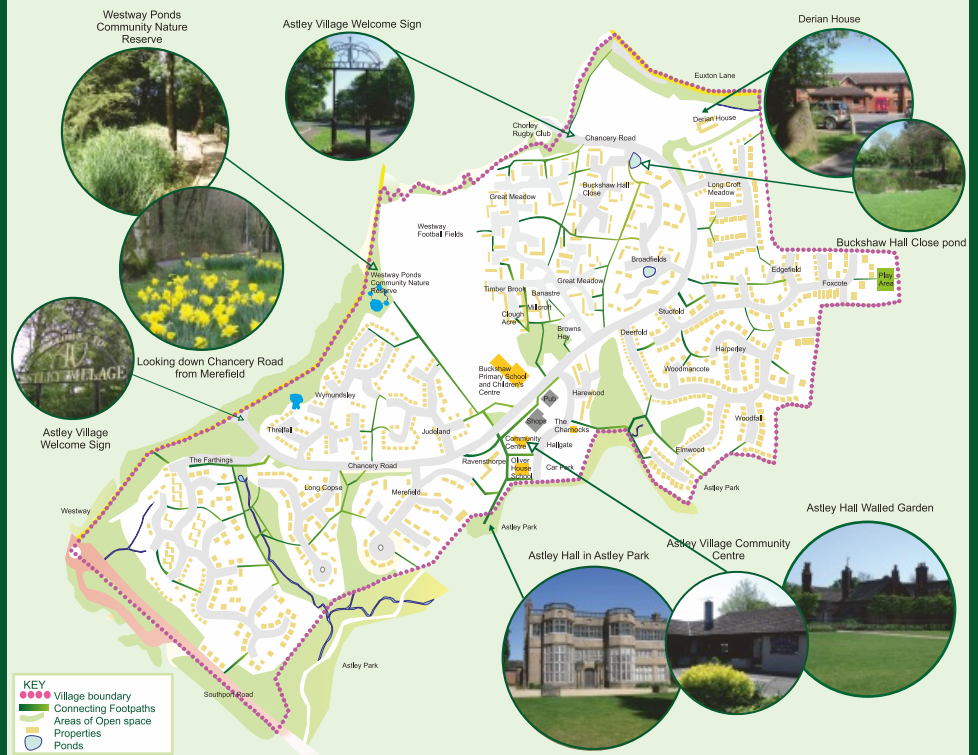 Westway Ponds
Community Nature
Reserve
Astley Village Welcome Sign
Derian House
Euxton Lane
Derian House
Chorley
Rugby Club
Chancery Road
Buckshaw Hall
Close
Long Croft
Meadow
Great Meadow
Westway
Football Fields
Buckshaw Hall Close pond
Broadfields
Edgefield
Westway Ponds
Community Nature
Reserve
Great Meadow
Foxcote
Play
Area
Timber Brook
Banastre
Millcroft
Clough
Acre
Studfold
Browns
Hey
Deerfold
Harperley
Looking down Chancery Road
from Merefield
Buckshaw
Primary School
and Children's
Centre
Woodmancote
Wymundsley
Harewood
Pub
Shops
The
Charnocks
Woodfall
Astley Village
Welcome Sign
Threlfall
Judeland
Community
Centre
Hallgate
Elmwood
The Farthings
Chancery Road
Ravensthorpe
Oliver
House
School
Car Park
Long Copse
Merefield
Astley Park
Westway
Astley Park
Astley Hall Walled Garden
Astley Hall in Astley Park
Astley Village Community
Centre
Astley Park
Southport Road
KEY
Village boundary
Connecting Footpaths
Areas of Open space
Properties
Ponds